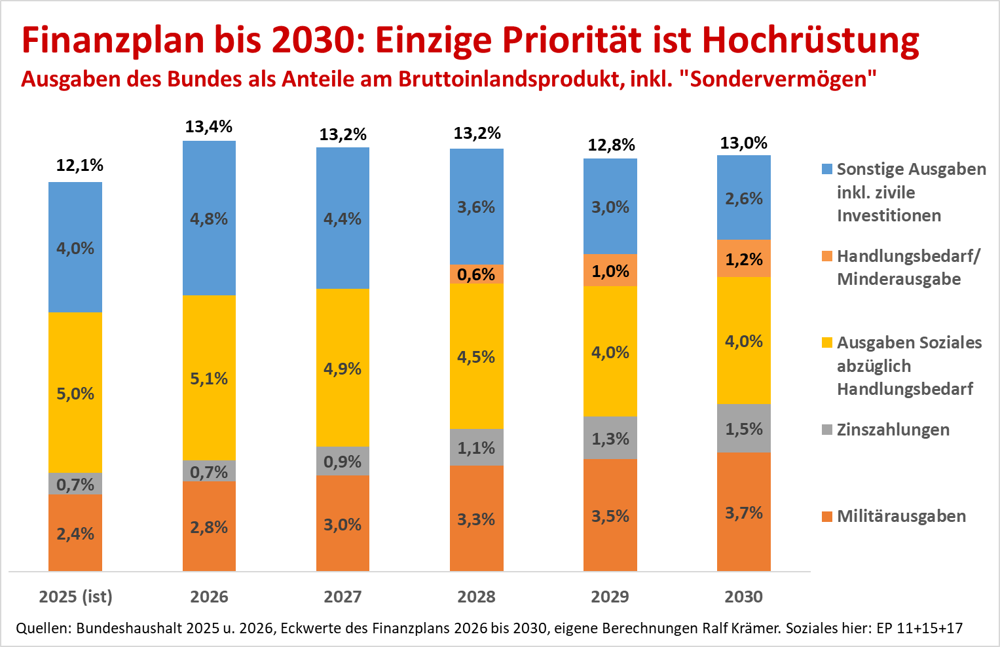 Finanzplan bis 2030: Einzige Priorität ist Hochrüstung
Ausgaben des Bundes als Anteile am Bruttoinlandsprodukt, inkl. "Sondervermögen"
12,1%
13,4%
13,2%
13,2%
12,8%
13,0%
4,0%
4,8%
4,4%
3,6%
3,0%
2,6%
0,6%
1,0%
1,2%
5,0%
5,1%
4,9%
4,5%
4,0%
4,0%
0,7%
0,7%
0,9%
1,1%
1,3%
1,5%
2,4%
2,8%
3,0%
3,3%
3,5%
3,7%
Sonstige Ausgaben
inkl. zivile
Investitionen
Handlungsbedarf/
Minderausgabe
Ausgaben Soziales
abzüglich
Handlungsbedarf
Zinszahlungen
Militärausgaben
2025 (ist)
2026
2027
2028
2029
2030
Quellen: Bundeshaushalt 2025 u. 2026, Eckwerte des Finanzplans 2026 bis 2030, eigene Berechnungen Ralf Krämer. Soziales hier: EP 11+15+17